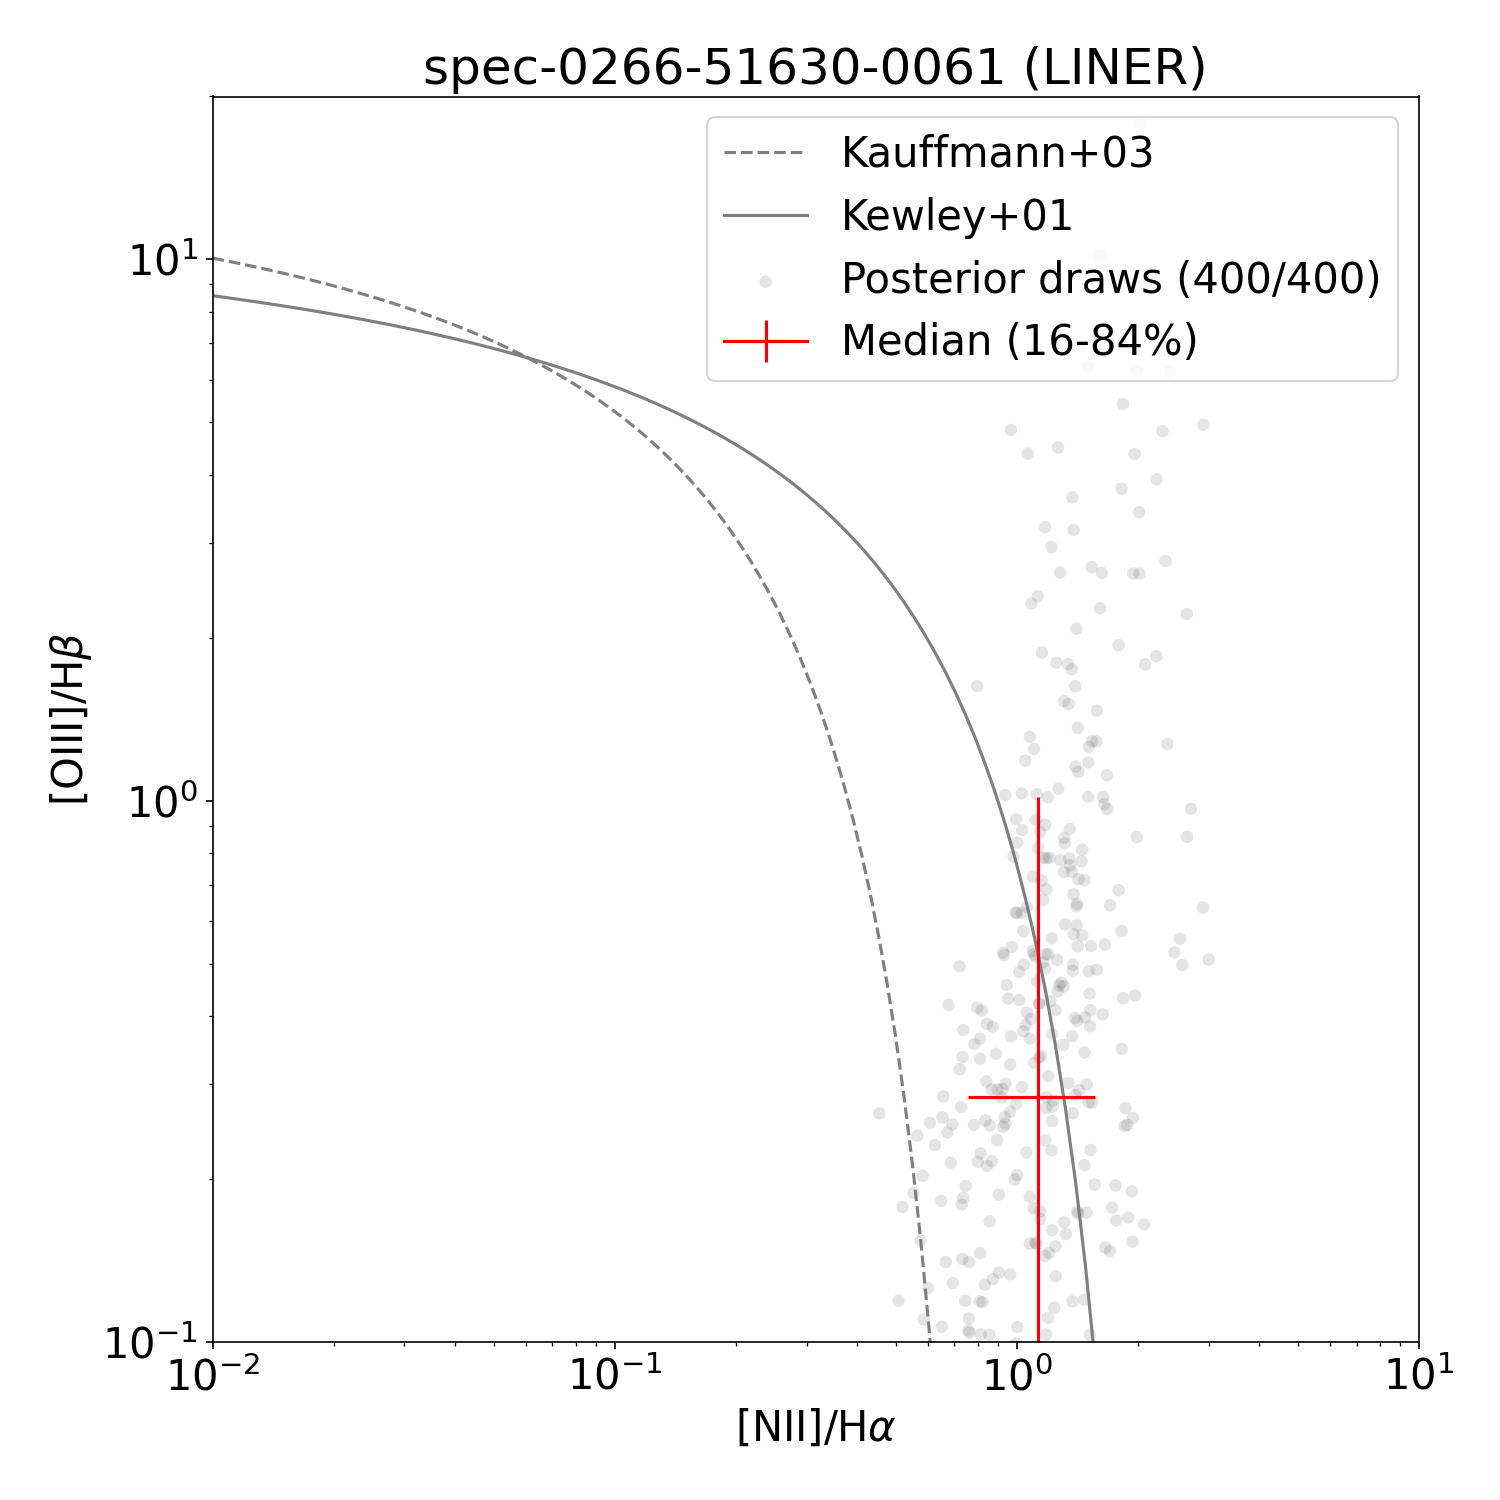 spec-0266-51630-0061 (LINER)
Kauffmann+03
Kewley+01
Posterior draws (400/400)
Median (16-84%)
[OIII]/Hβ
10¹
10⁰
10⁻¹
10⁻² 10⁻¹ 10⁰ 10¹
[NII]/Hα